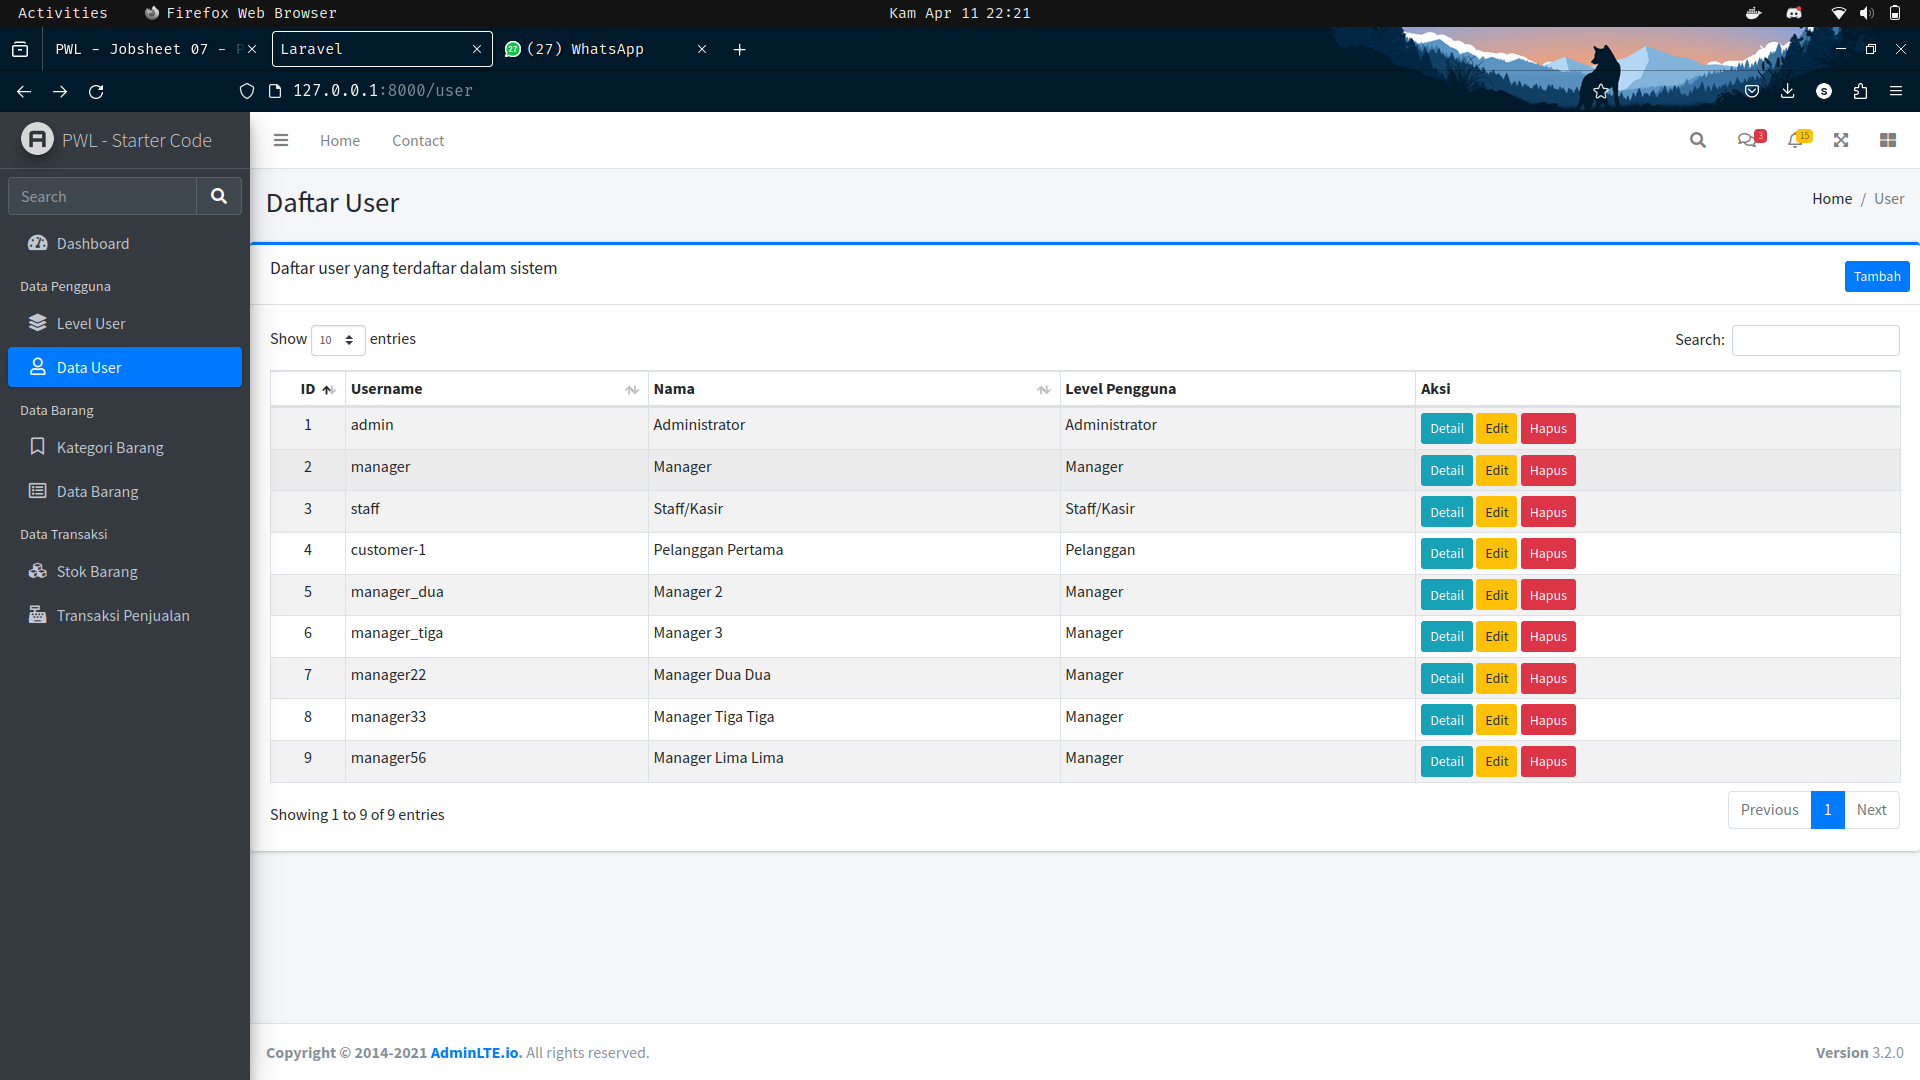 Activities Firefox Web Browser Kam Apr 11 22:21
PWL - Jobsheet 07 - P Laravel (27) WhatsApp
127.0.0.1:8000/user
PWL - Starter Code
Home Contact 3 15
Search
Dashboard
Data Pengguna
Level User
Data User
Data Barang
Kategori Barang
Data Barang
Data Transaksi
Stok Barang
Transaksi Penjualan
Daftar User
Home / User
Daftar user yang terdaftar dalam sistem
Tambah
Show 10 entries
Search:
ID Username Nama Level Pengguna Aksi
1 admin Administrator Administrator Detail Edit Hapus
2 manager Manager Manager Detail Edit Hapus
3 staff Staff/Kasir Staff/Kasir Detail Edit Hapus
4 customer-1 Pelanggan Pertama Pelanggan Detail Edit Hapus
5 manager_dua Manager 2 Manager Detail Edit Hapus
6 manager_tiga Manager 3 Manager Detail Edit Hapus
7 manager22 Manager Dua Dua Manager Detail Edit Hapus
8 manager33 Manager Tiga Tiga Manager Detail Edit Hapus
9 manager56 Manager Lima Lima Manager Detail Edit Hapus
Showing 1 to 9 of 9 entries
Previous 1 Next
Copyright © 2014-2021 AdminLTE.io. All rights reserved.
Version 3.2.0